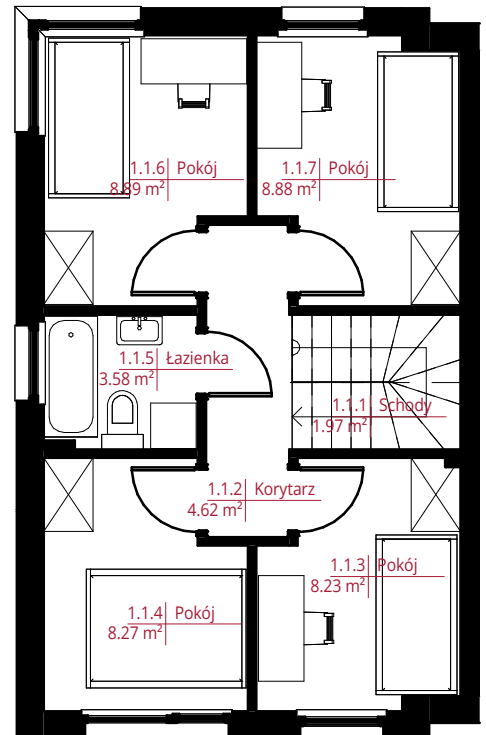 1.1.6 Pokój
8.89 m²
1.1.7 Pokój
8.88 m²
1.1.5 Łazienka
3.58 m²
1.1.1 Schody
1.97 m²
1.1.2 Korytarz
4.62 m²
1.1.3 Pokój
8.23 m²
1.1.4 Pokój
8.27 m²